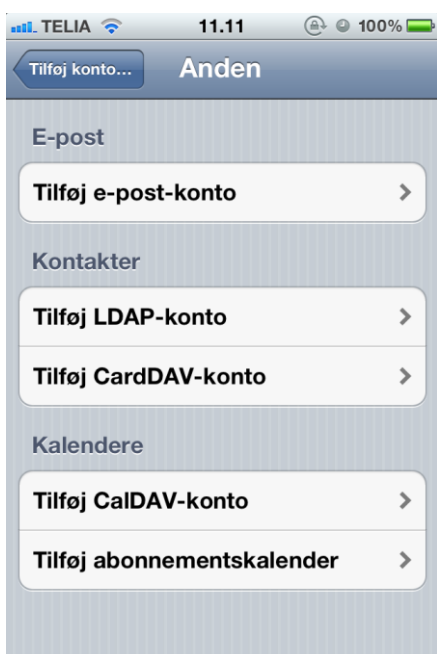 TELIA 11.11 100%
Tilføj konto... Anden
E-post
Tilføj e-post-konto
Kontakter
Tilføj LDAP-konto
Tilføj CardDAV-konto
Kalendere
Tilføj CalDAV-konto
Tilføj abonnementskalender